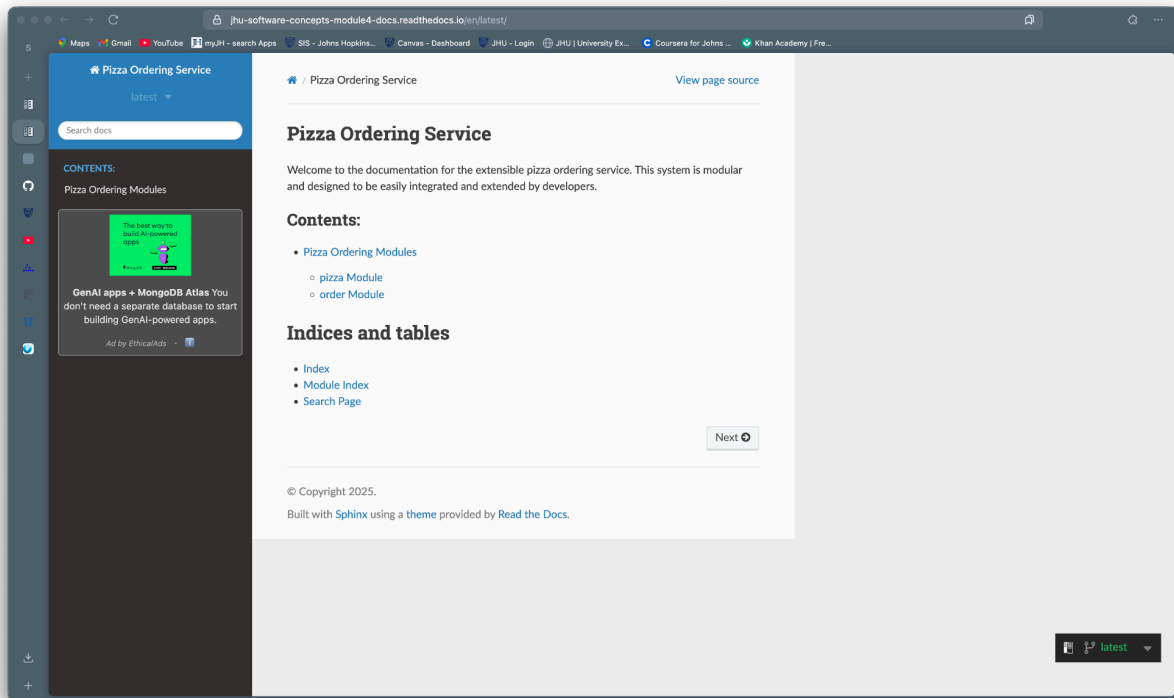 jhu-software-concepts-module4-docs.readthedocs.io/en/latest/
S
Maps Gmail YouTube myJH - search Apps SIS - Johns Hopkins... Canvas - Dashboard JHU - Login JHU | University Ex... Coursera for Johns ... Khan Academy | Fre...
Pizza Ordering Service
latest
Search docs
CONTENTS:
Pizza Ordering Modules
The best way to
build AI-powered
apps
GenAI apps + MongoDB Atlas You
don't need a separate database to start
building GenAI-powered apps.
Ad by EthicalAds ·
/ Pizza Ordering Service
View page source
Pizza Ordering Service
Welcome to the documentation for the extensible pizza ordering service. This system is modular
and designed to be easily integrated and extended by developers.
Contents:
• Pizza Ordering Modules
◦ pizza Module
◦ order Module
Indices and tables
• Index
• Module Index
• Search Page
Next
© Copyright 2025.
Built with Sphinx using a theme provided by Read the Docs.
latest